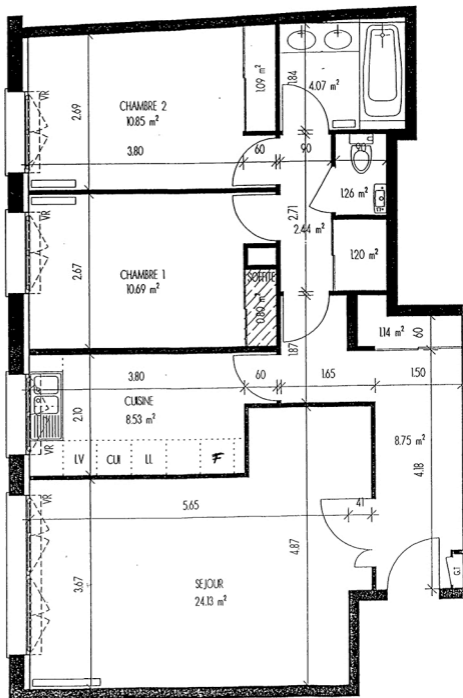 VR
2.69
CHAMBRE 2
10.85 m²
3.80
60
1.09 m²
1.84
4.07 m²
90
90
1.26 m²
2.71
2.44 m²
1.20 m²
2.67
CHAMBRE 1
10.69 m²
SOFFITE
0.80 m²
1.87
1.14 m²
60
3.80
60
1.65
1.50
CUISINE
8.53 m²
2.10
VR
LV
CUI
LL
F
8.75 m²
4.18
VR
5.65
41
4.87
3.67
SEJOUR
24.13 m²
G.T